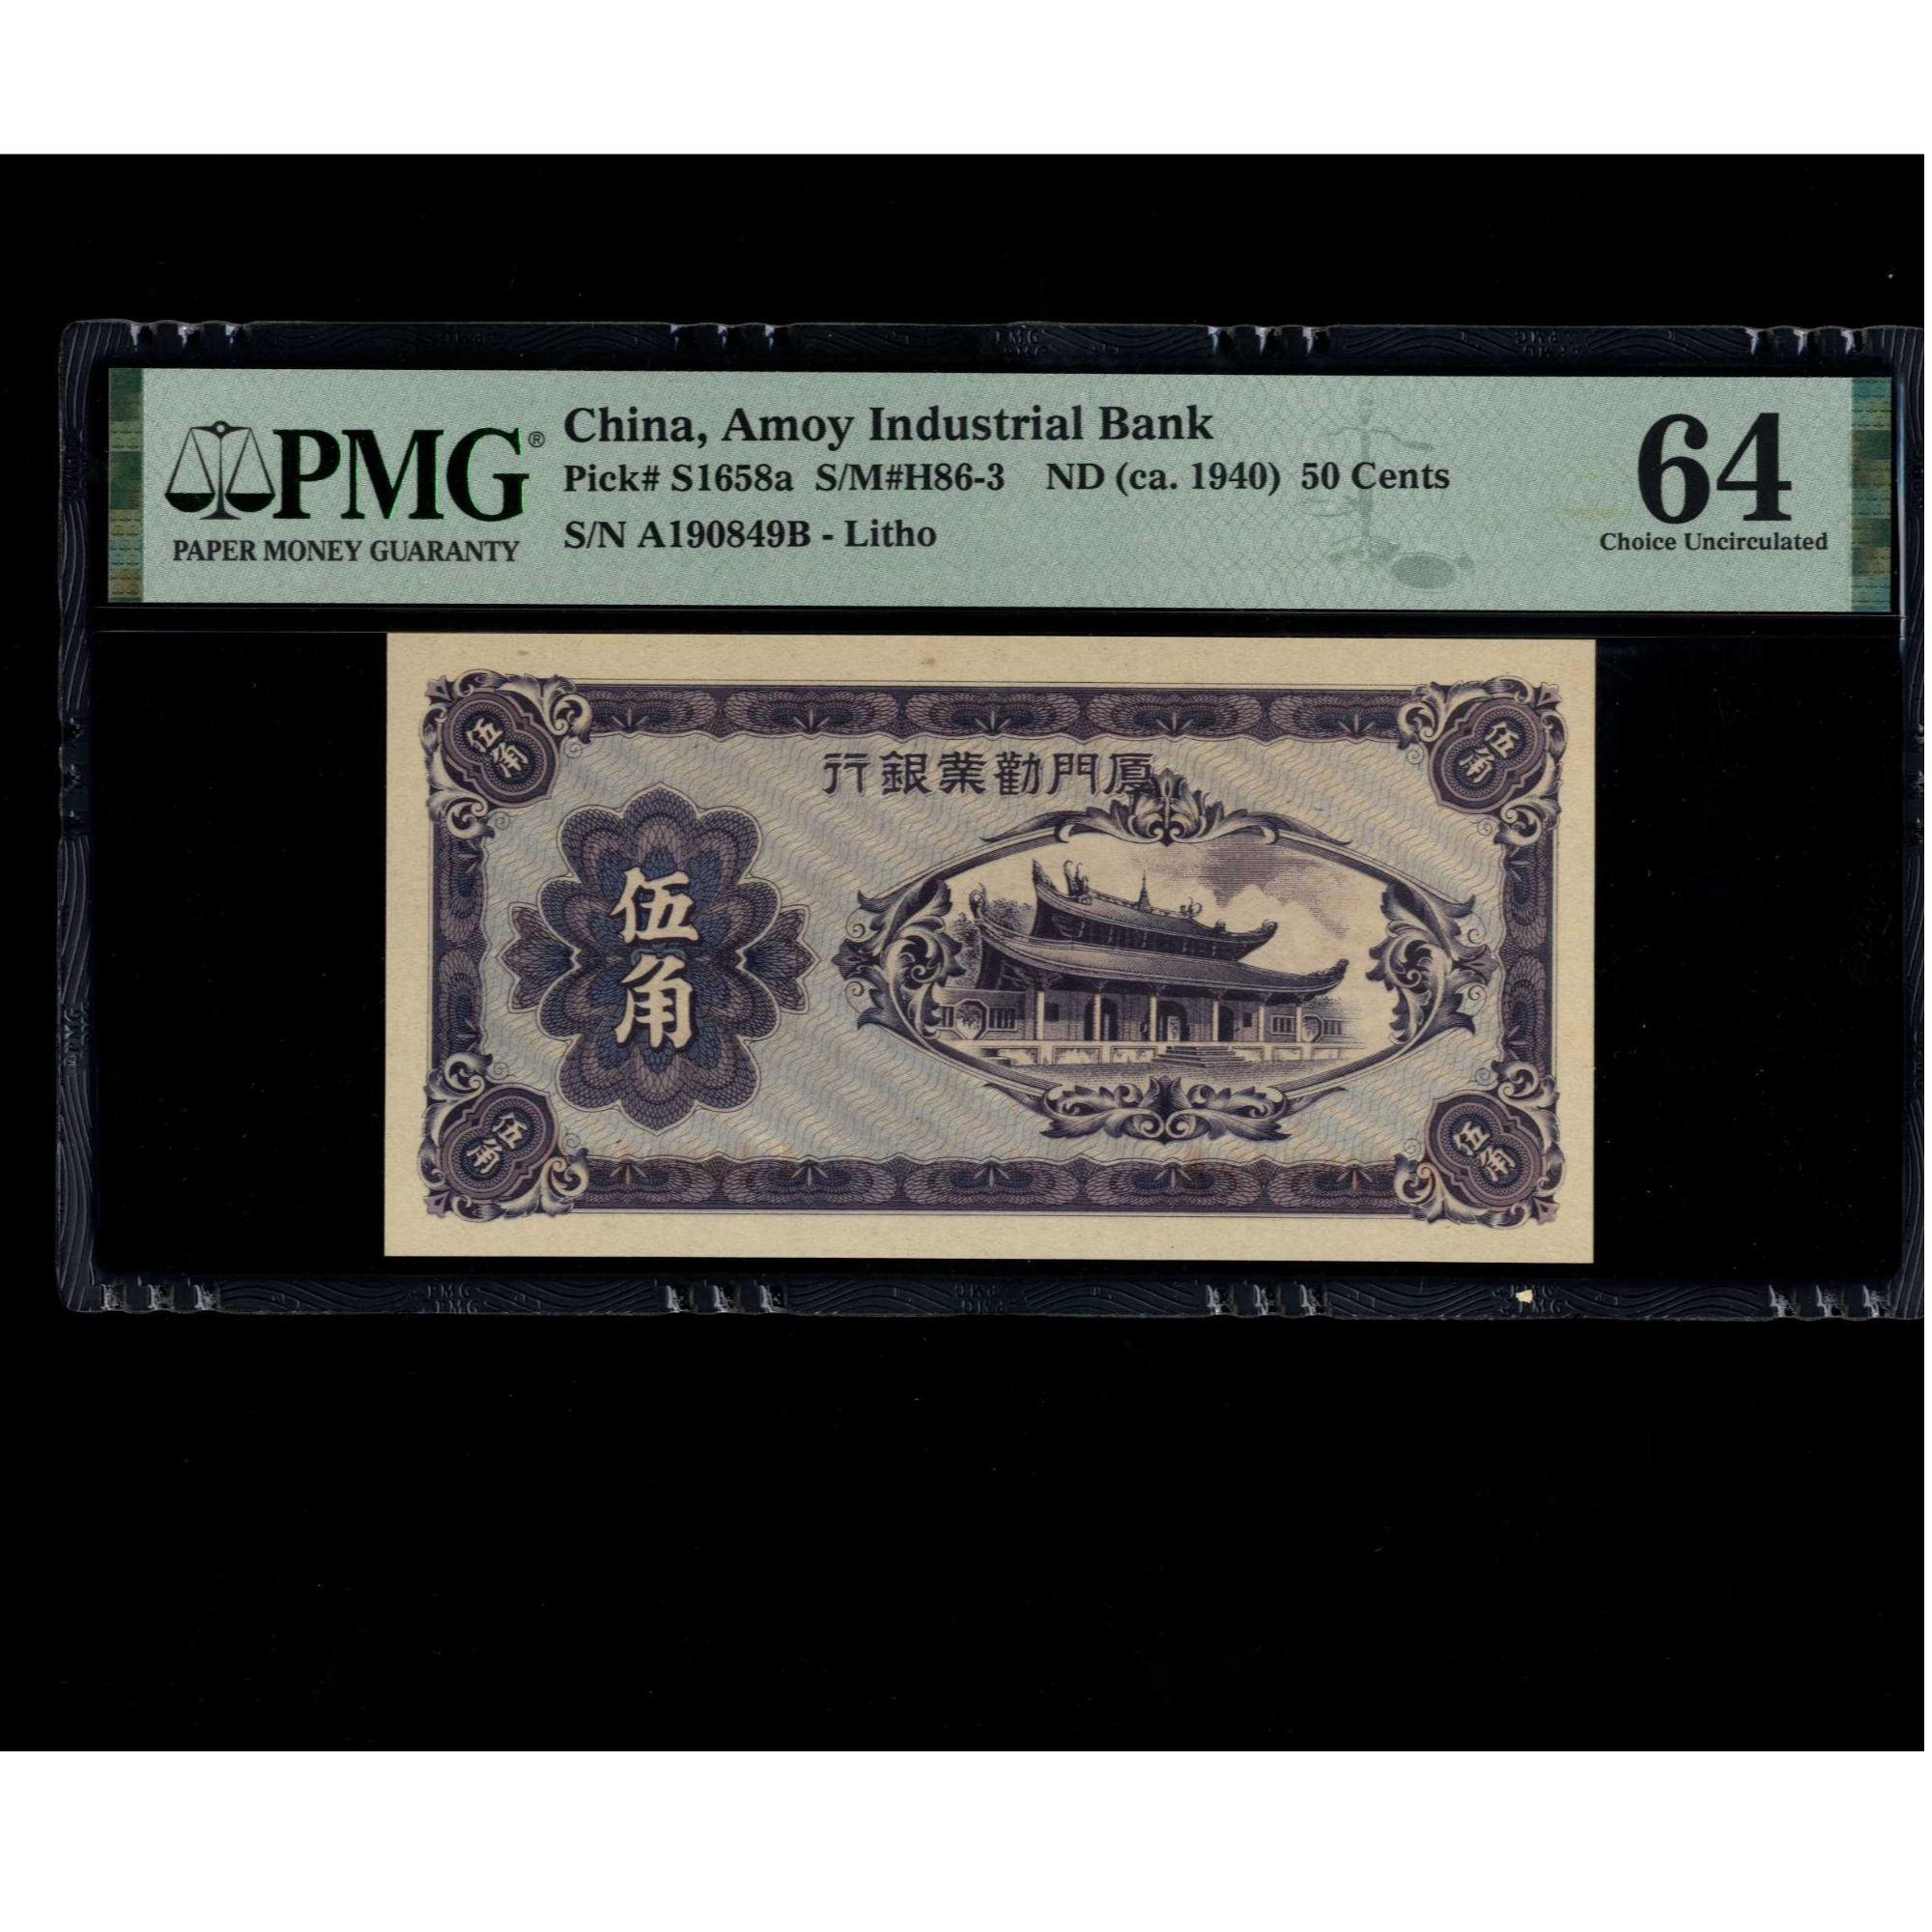 PMG®
PAPER MONEY GUARANTY
China, Amoy Industrial Bank
Pick# S1658a S/M#H86-3 ND (ca. 1940) 50 Cents
S/N A190849B - Litho
64
Choice Uncirculated
伍角
伍角
行銀業勸門厦
伍角
伍角
伍角